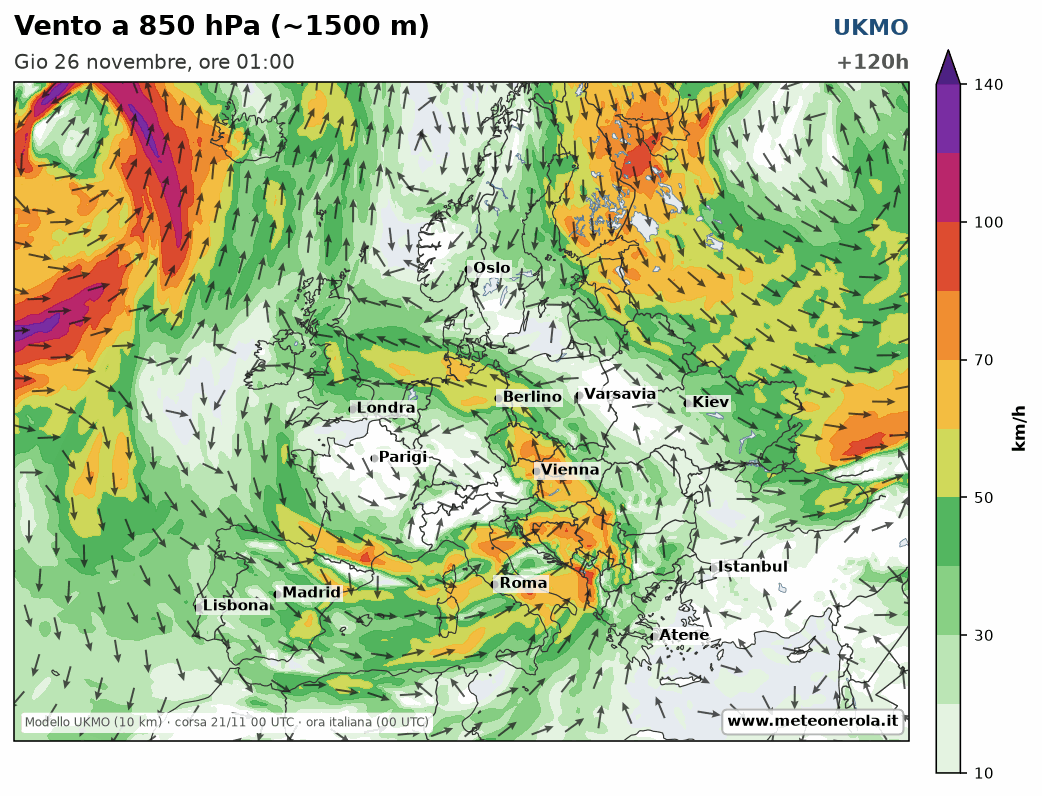 Vento a 850 hPa (~1500 m)
UKMO
Gio 26 novembre, ore 01:00
+120h
140
100
70
50
30
10
km/h
Oslo
Londra
Berlino
Varsavia
Kiev
Parigi
Vienna
Madrid
Lisbona
Roma
Istanbul
Atene
Modello UKMO (10 km) · corsa 21/11 00 UTC · ora italiana (00 UTC)
www.meteonerola.it